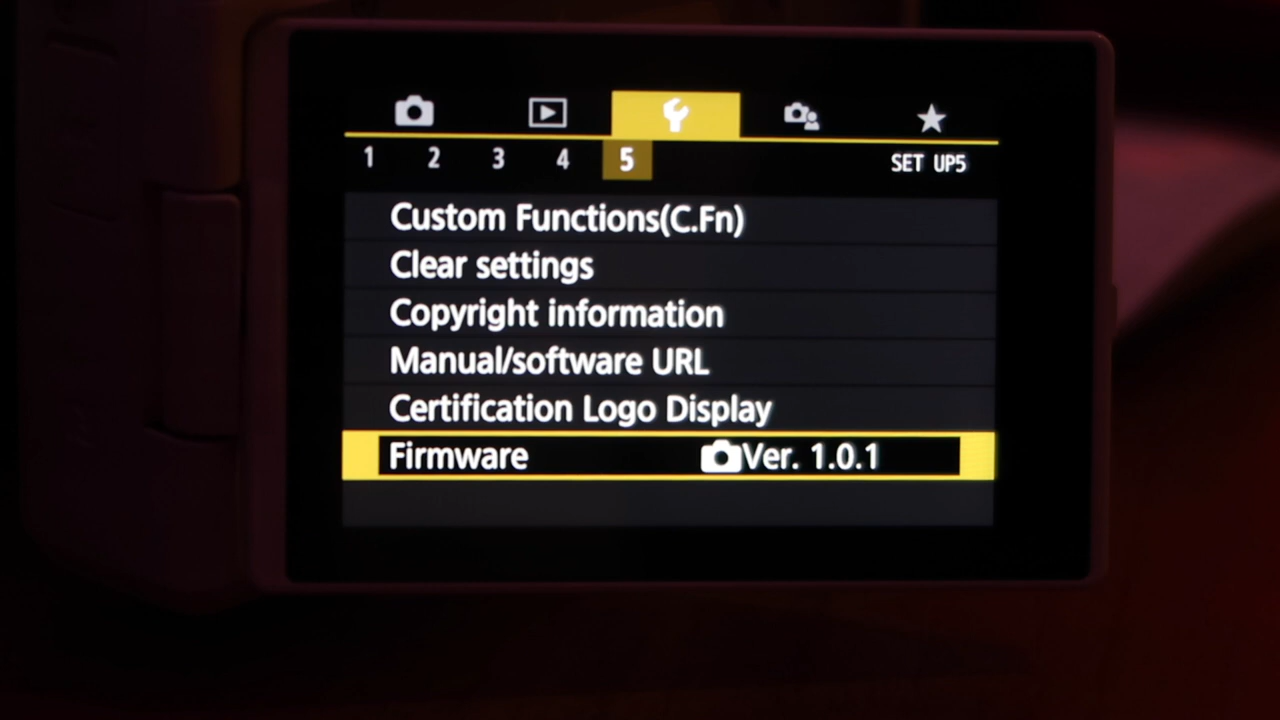 1 2 3 4 5 SET UP5
Custom Functions(C.Fn)
Clear settings
Copyright information
Manual/software URL
Certification Logo Display
Firmware Ver. 1.0.1